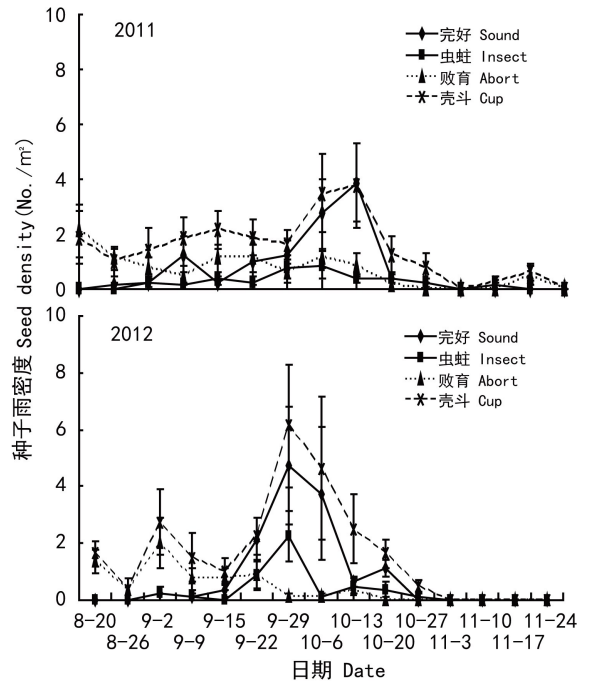 2011
完好 Sound
虫蛀 Insect
败育 Abort
壳斗 Cup
10
8
6
4
2
0
种子雨密度 Seed density(No./m²)
2012
完好 Sound
虫蛀 Insect
败育 Abort
壳斗 Cup
10
8
6
4
2
0
8-20 9-2 9-15 9-29 10-13 10-27 11-10 11-24
8-26 9-9 9-22 10-6 10-20 11-3 11-17
日期 Date